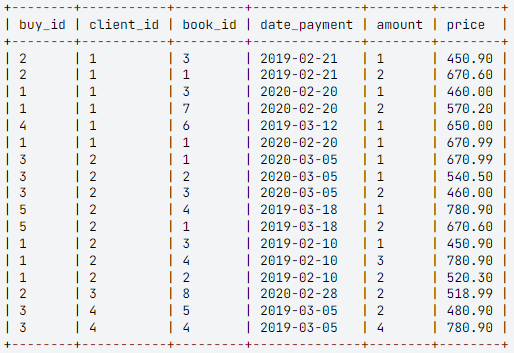 +--------+-----------+---------+--------------+--------+--------+
| buy_id | client_id | book_id | date_payment | amount | price  |
+--------+-----------+---------+--------------+--------+--------+
| 2      | 1         | 3       | 2019-02-21   | 1      | 450.90 |
| 2      | 1         | 1       | 2019-02-21   | 2      | 670.60 |
| 1      | 1         | 3       | 2020-02-20   | 1      | 460.00 |
| 1      | 1         | 7       | 2020-02-20   | 2      | 570.20 |
| 4      | 1         | 6       | 2019-03-12   | 1      | 650.00 |
| 1      | 1         | 1       | 2020-02-20   | 1      | 670.99 |
| 3      | 2         | 1       | 2020-03-05   | 1      | 670.99 |
| 3      | 2         | 2       | 2020-03-05   | 1      | 540.50 |
| 3      | 2         | 3       | 2020-03-05   | 2      | 460.00 |
| 5      | 2         | 4       | 2019-03-18   | 1      | 780.90 |
| 5      | 2         | 1       | 2019-03-18   | 2      | 670.60 |
| 1      | 2         | 3       | 2019-02-10   | 1      | 450.90 |
| 1      | 2         | 4       | 2019-02-10   | 3      | 780.90 |
| 1      | 2         | 2       | 2019-02-10   | 2      | 520.30 |
| 2      | 3         | 8       | 2020-02-28   | 2      | 518.99 |
| 3      | 4         | 5       | 2019-03-05   | 2      | 480.90 |
| 3      | 4         | 4       | 2019-03-05   | 4      | 780.90 |
+--------+-----------+---------+--------------+--------+--------+